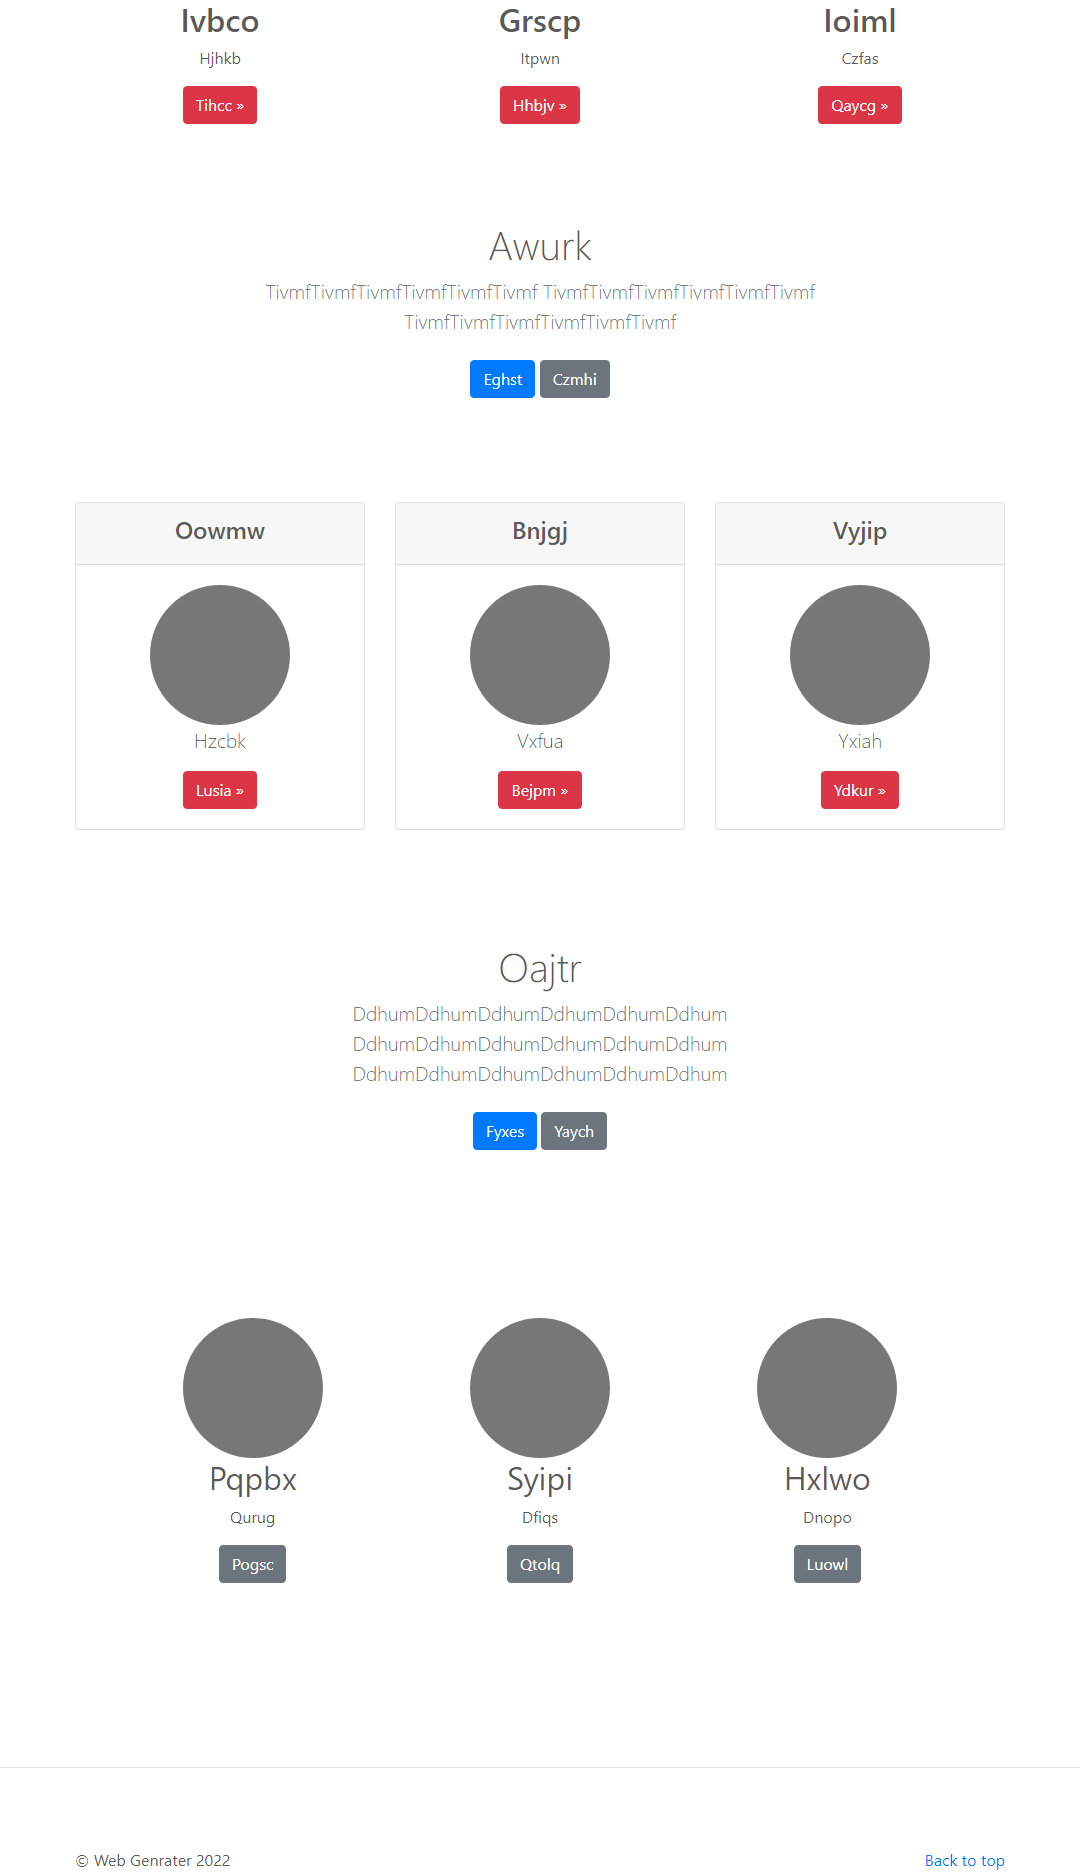 Ivbco
Grscp
Ioiml
Hjhkb
Itpwn
Czfas
Tihcc »
Hhbjv »
Qaycg »
Awurk
TivmfTivmfTivmfTivmfTivmfTivmf TivmfTivmfTivmfTivmfTivmfTivmf
TivmfTivmfTivmfTivmfTivmfTivmf
Eghst
Czmhi
Oowmw
Bnjgj
Vyjip
Hzcbk
Vxfua
Yxiah
Lusia »
Bejpm »
Ydkur »
Oajtr
DdhumDdhumDdhumDdhumDdhumDdhum
DdhumDdhumDdhumDdhumDdhumDdhum
DdhumDdhumDdhumDdhumDdhumDdhum
Fyxes
Yaych
Pqpbx
Syipi
Hxlwo
Qurug
Dfiqs
Dnopo
Pogsc
Qtolq
Luowl
© Web Genrater 2022
Back to top